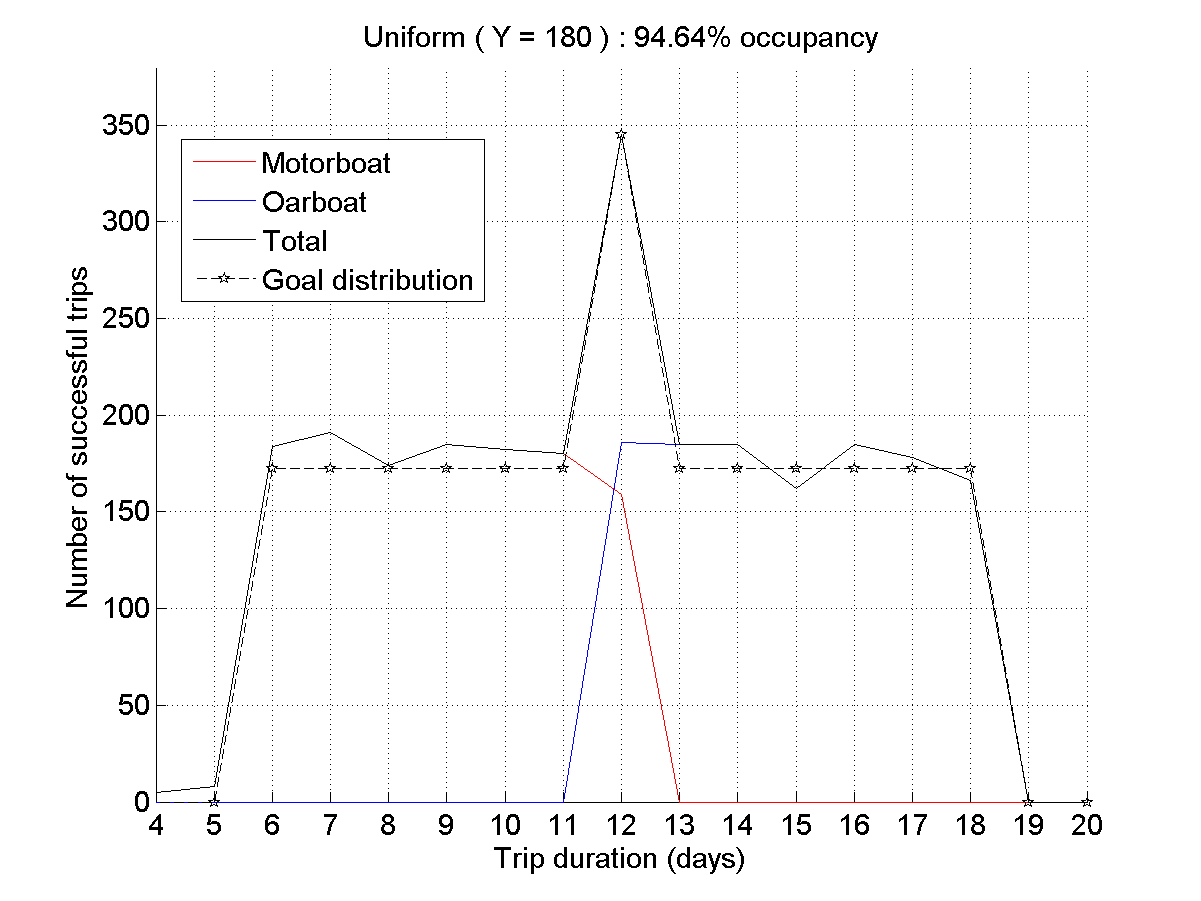 Uniform ( Y = 180 ) : 94.64% occupancy
350
300
250
200
150
100
50
0
Number of successful trips
Motorboat
Oarboat
Total
Goal distribution
4 5 6 7 8 9 10 11 12 13 14 15 16 17 18 19 20
Trip duration (days)